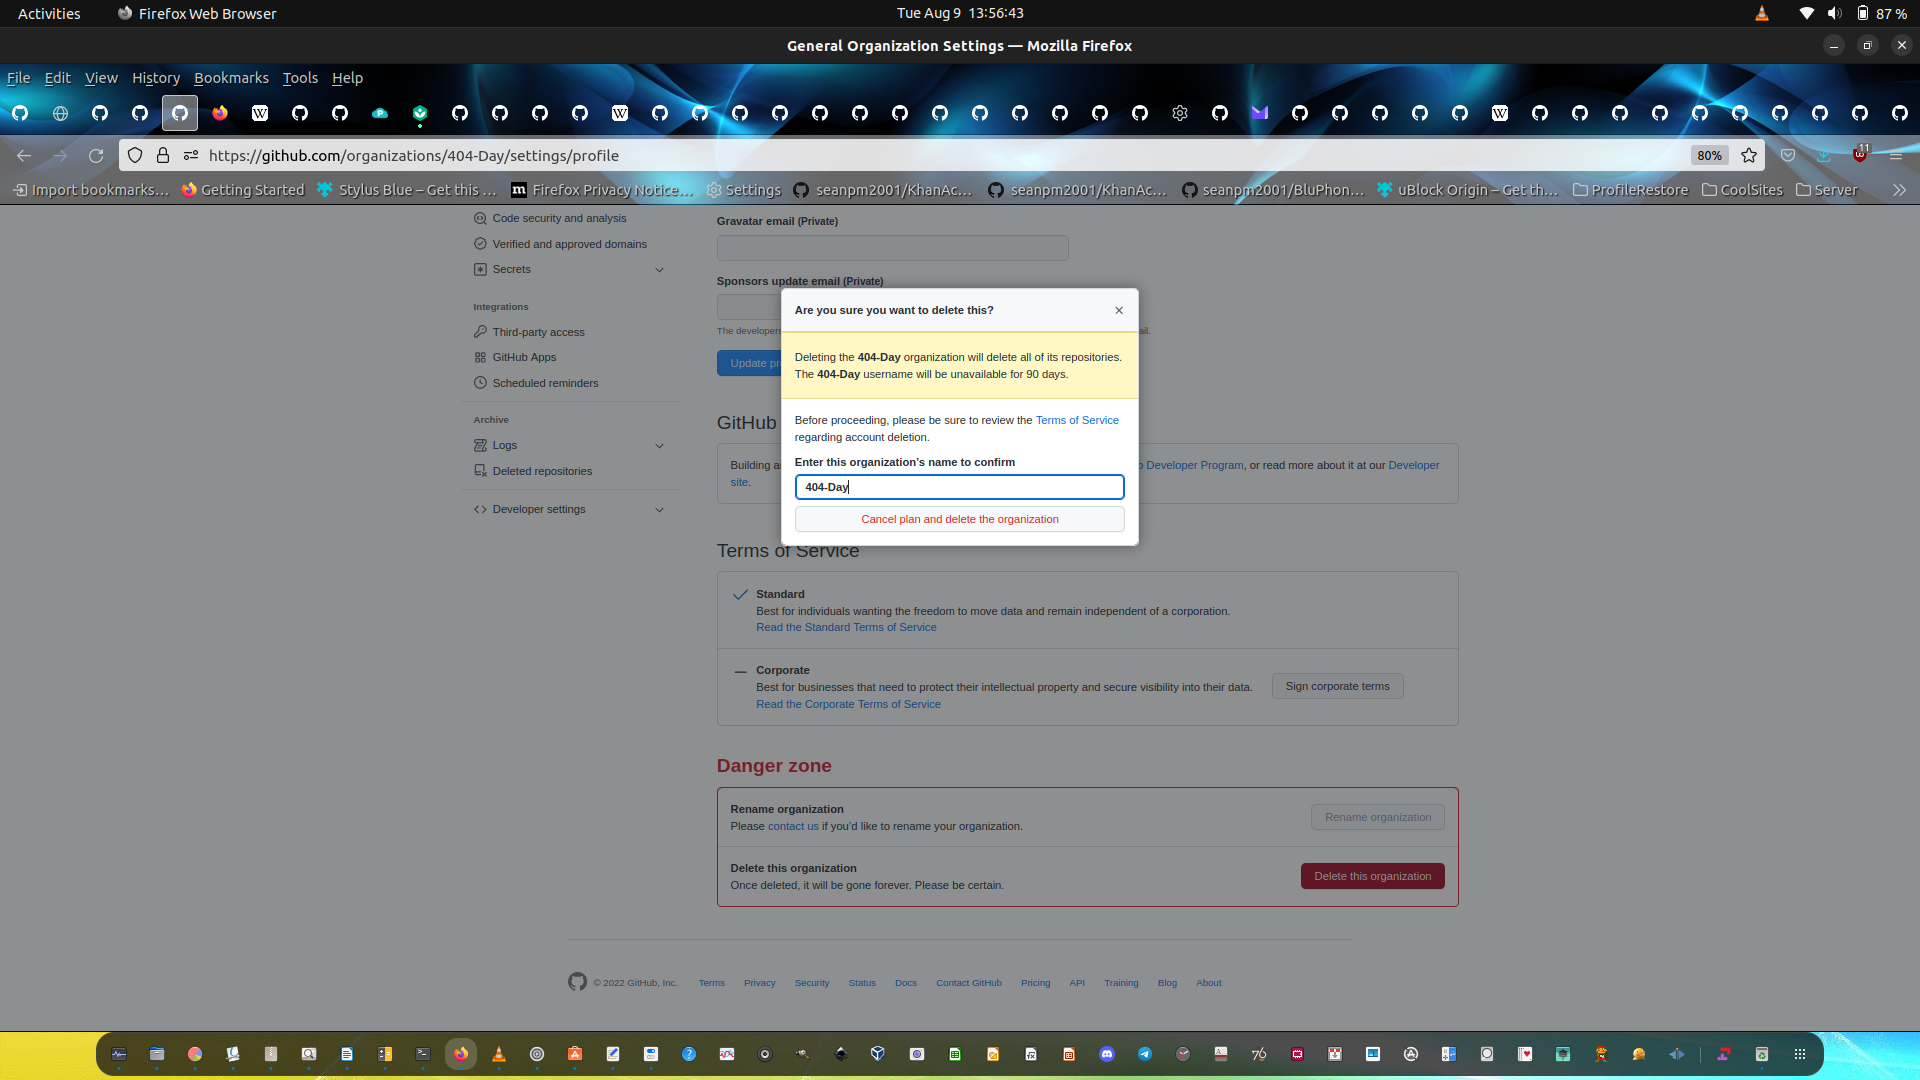 Activities
Firefox Web Browser
Tue Aug 9 13:56:43
87 %
General Organization Settings — Mozilla Firefox
File Edit View History Bookmarks Tools Help
https://github.com/organizations/404-Day/settings/profile
80%
11
Import bookmarks…
Getting Started
Stylus Blue – Get this …
Firefox Privacy Notice…
Settings
seanpm2001/KhanAc…
seanpm2001/KhanAc…
seanpm2001/BluPhon…
uBlock Origin – Get th…
ProfileRestore
CoolSites
Server
Code security and analysis
Verified and approved domains
Secrets
Integrations
Third-party access
GitHub Apps
Scheduled reminders
Archive
Logs
Deleted repositories
Developer settings
Gravatar email (Private)
Sponsors update email (Private)
The developer
ail.
Update pr
GitHub
Building a
Developer Program, or read more about it at our Developer
site.
Are you sure you want to delete this?
Deleting the 404-Day organization will delete all of its repositories.
The 404-Day username will be unavailable for 90 days.
Before proceeding, please be sure to review the Terms of Service
regarding account deletion.
Enter this organization's name to confirm
404-Day
Cancel plan and delete the organization
Terms of Service
Standard
Best for individuals wanting the freedom to move data and remain independent of a corporation.
Read the Standard Terms of Service
Corporate
Best for businesses that need to protect their intellectual property and secure visibility into their data.
Read the Corporate Terms of Service
Sign corporate terms
Danger zone
Rename organization
Please contact us if you'd like to rename your organization.
Rename organization
Delete this organization
Once deleted, it will be gone forever. Please be certain.
Delete this organization
© 2022 GitHub, Inc.
Terms
Privacy
Security
Status
Docs
Contact GitHub
Pricing
API
Training
Blog
About